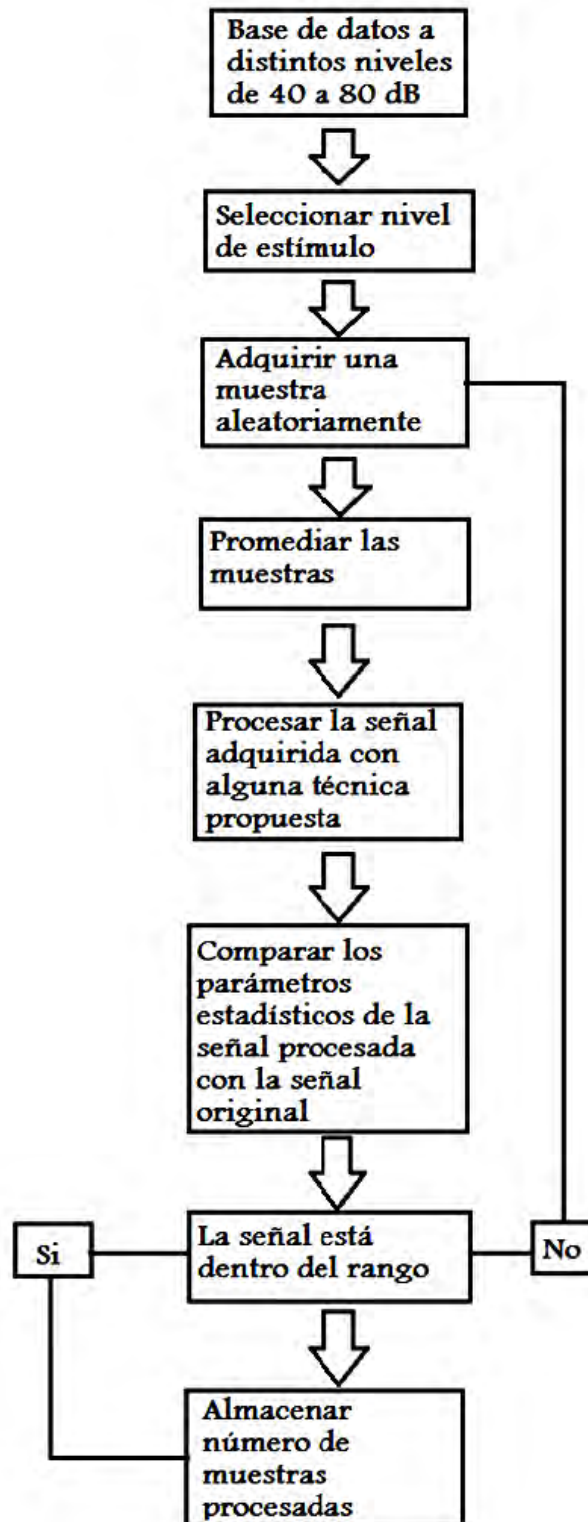 Base de datos a
distintos niveles
de 40 a 80 dB
Seleccionar nivel
de estímulo
Adquirir una
muestra
aleatoriamente
Promediar las
muestras
Procesar la señal
adquirida con
alguna técnica
propuesta
Comparar los
parámetros
estadísticos de la
señal procesada
con la señal
original
La señal está
dentro del rango
Si
No
Almacenar
número de
muestras
procesadas